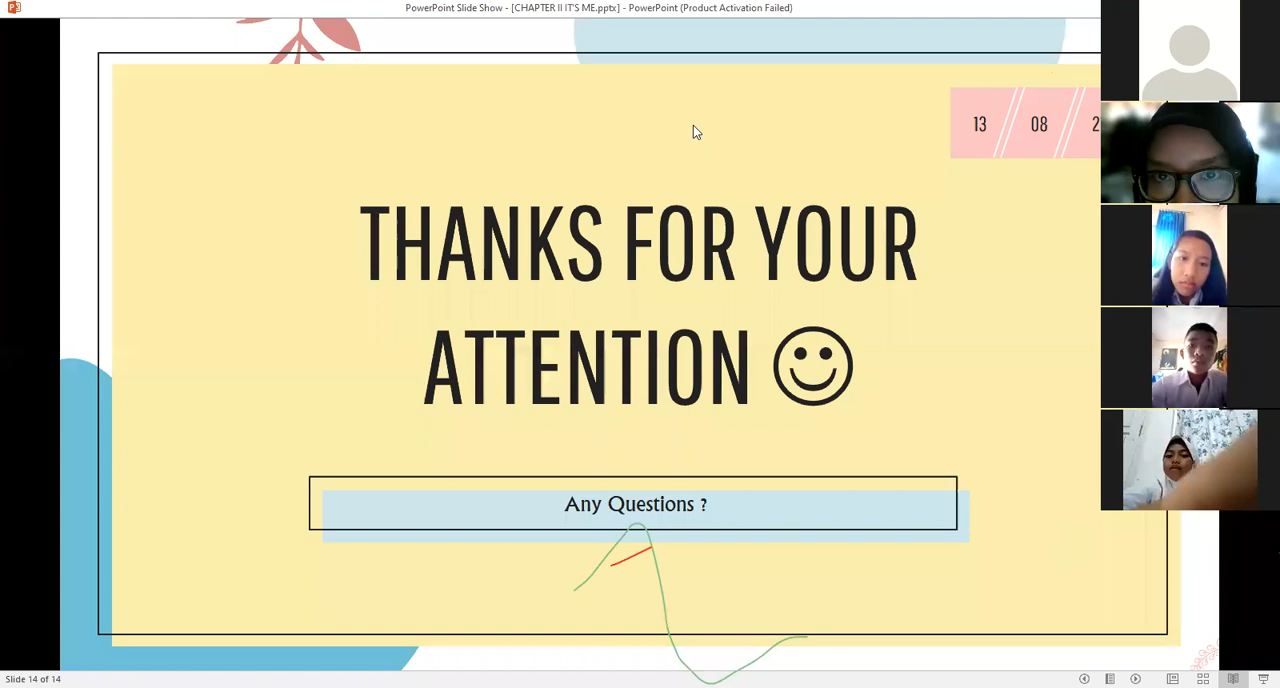 PowerPoint Slide Show - [CHAPTER II IT'S ME.pptx] - PowerPoint (Product Activation Failed)
13 08 2
THANKS FOR YOUR
ATTENTION
Any Questions ?
Slide 14 of 14